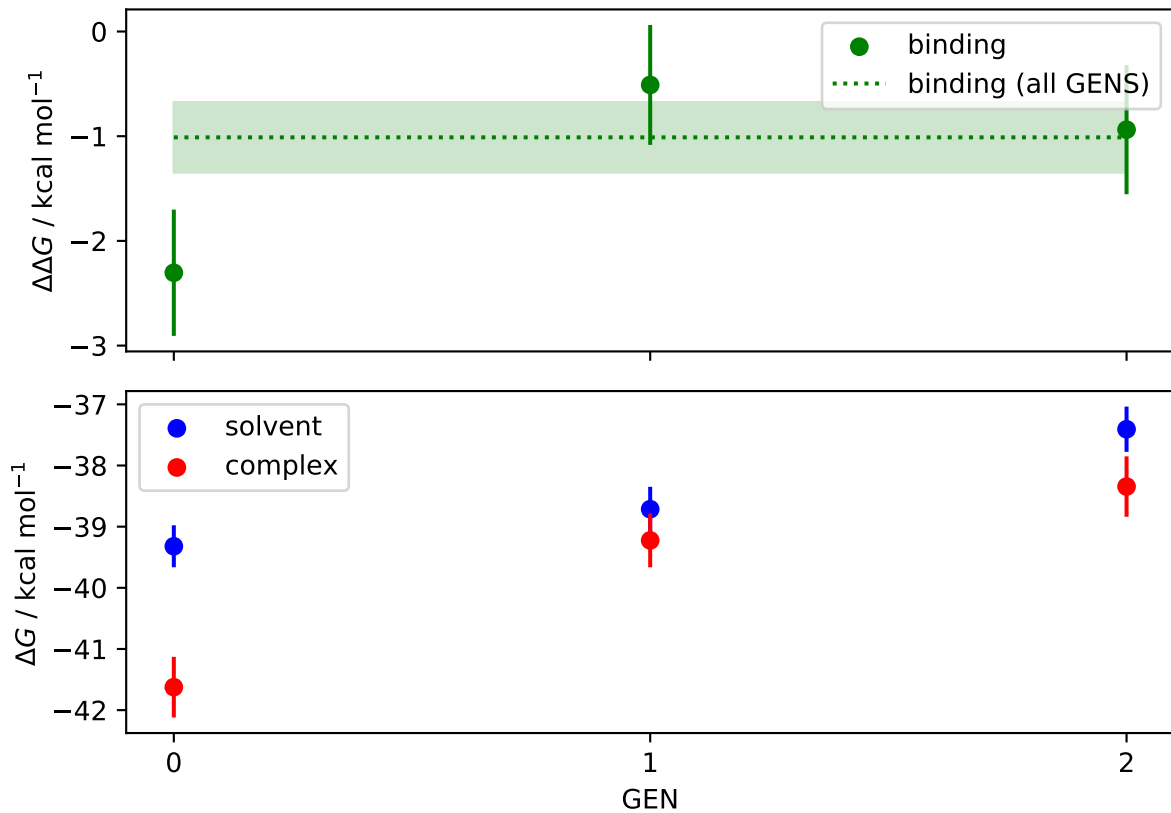 0
−1
−2
−3
ΔΔG / kcal mol⁻¹
binding
binding (all GENS)
−37
−38
−39
−40
−41
−42
ΔG / kcal mol⁻¹
solvent
complex
0 1 2
GEN